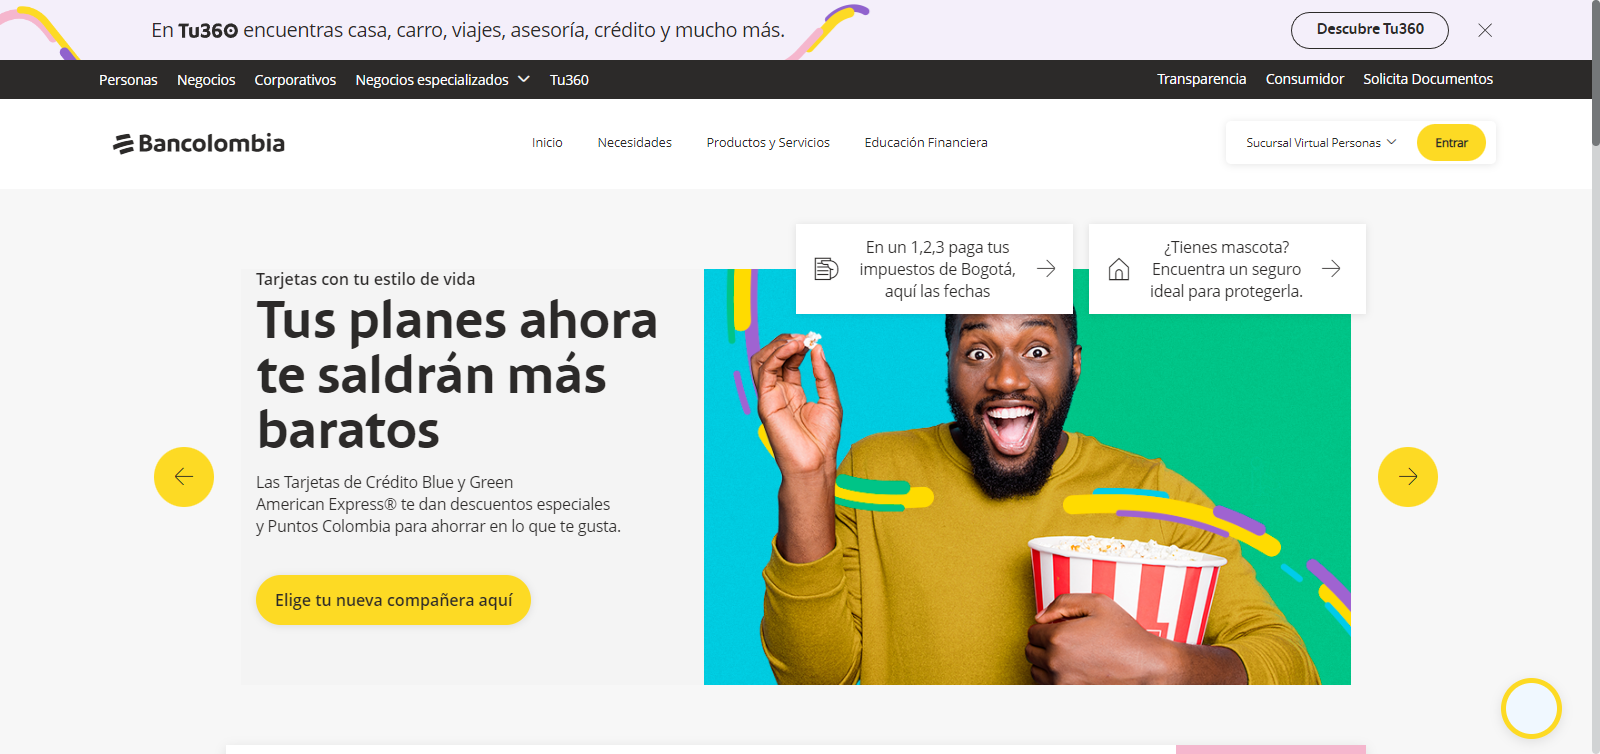 En Tu360 encuentras casa, carro, viajes, asesoría, crédito y mucho más.
Descubre Tu360
Personas Negocios Corporativos Negocios especializados Tu360
Transparencia Consumidor Solicita Documentos
Bancolombia
Inicio Necesidades Productos y Servicios Educación Financiera
Sucursal Virtual Personas
Entrar
En un 1,2,3 paga tus
impuestos de Bogotá,
aquí las fechas
¿Tienes mascota?
Encuentra un seguro
ideal para protegerla.
Tarjetas con tu estilo de vida
Tus planes ahora
te saldrán más
baratos
Las Tarjetas de Crédito Blue y Green
American Express® te dan descuentos especiales
y Puntos Colombia para ahorrar en lo que te gusta.
Elige tu nueva compañera aquí